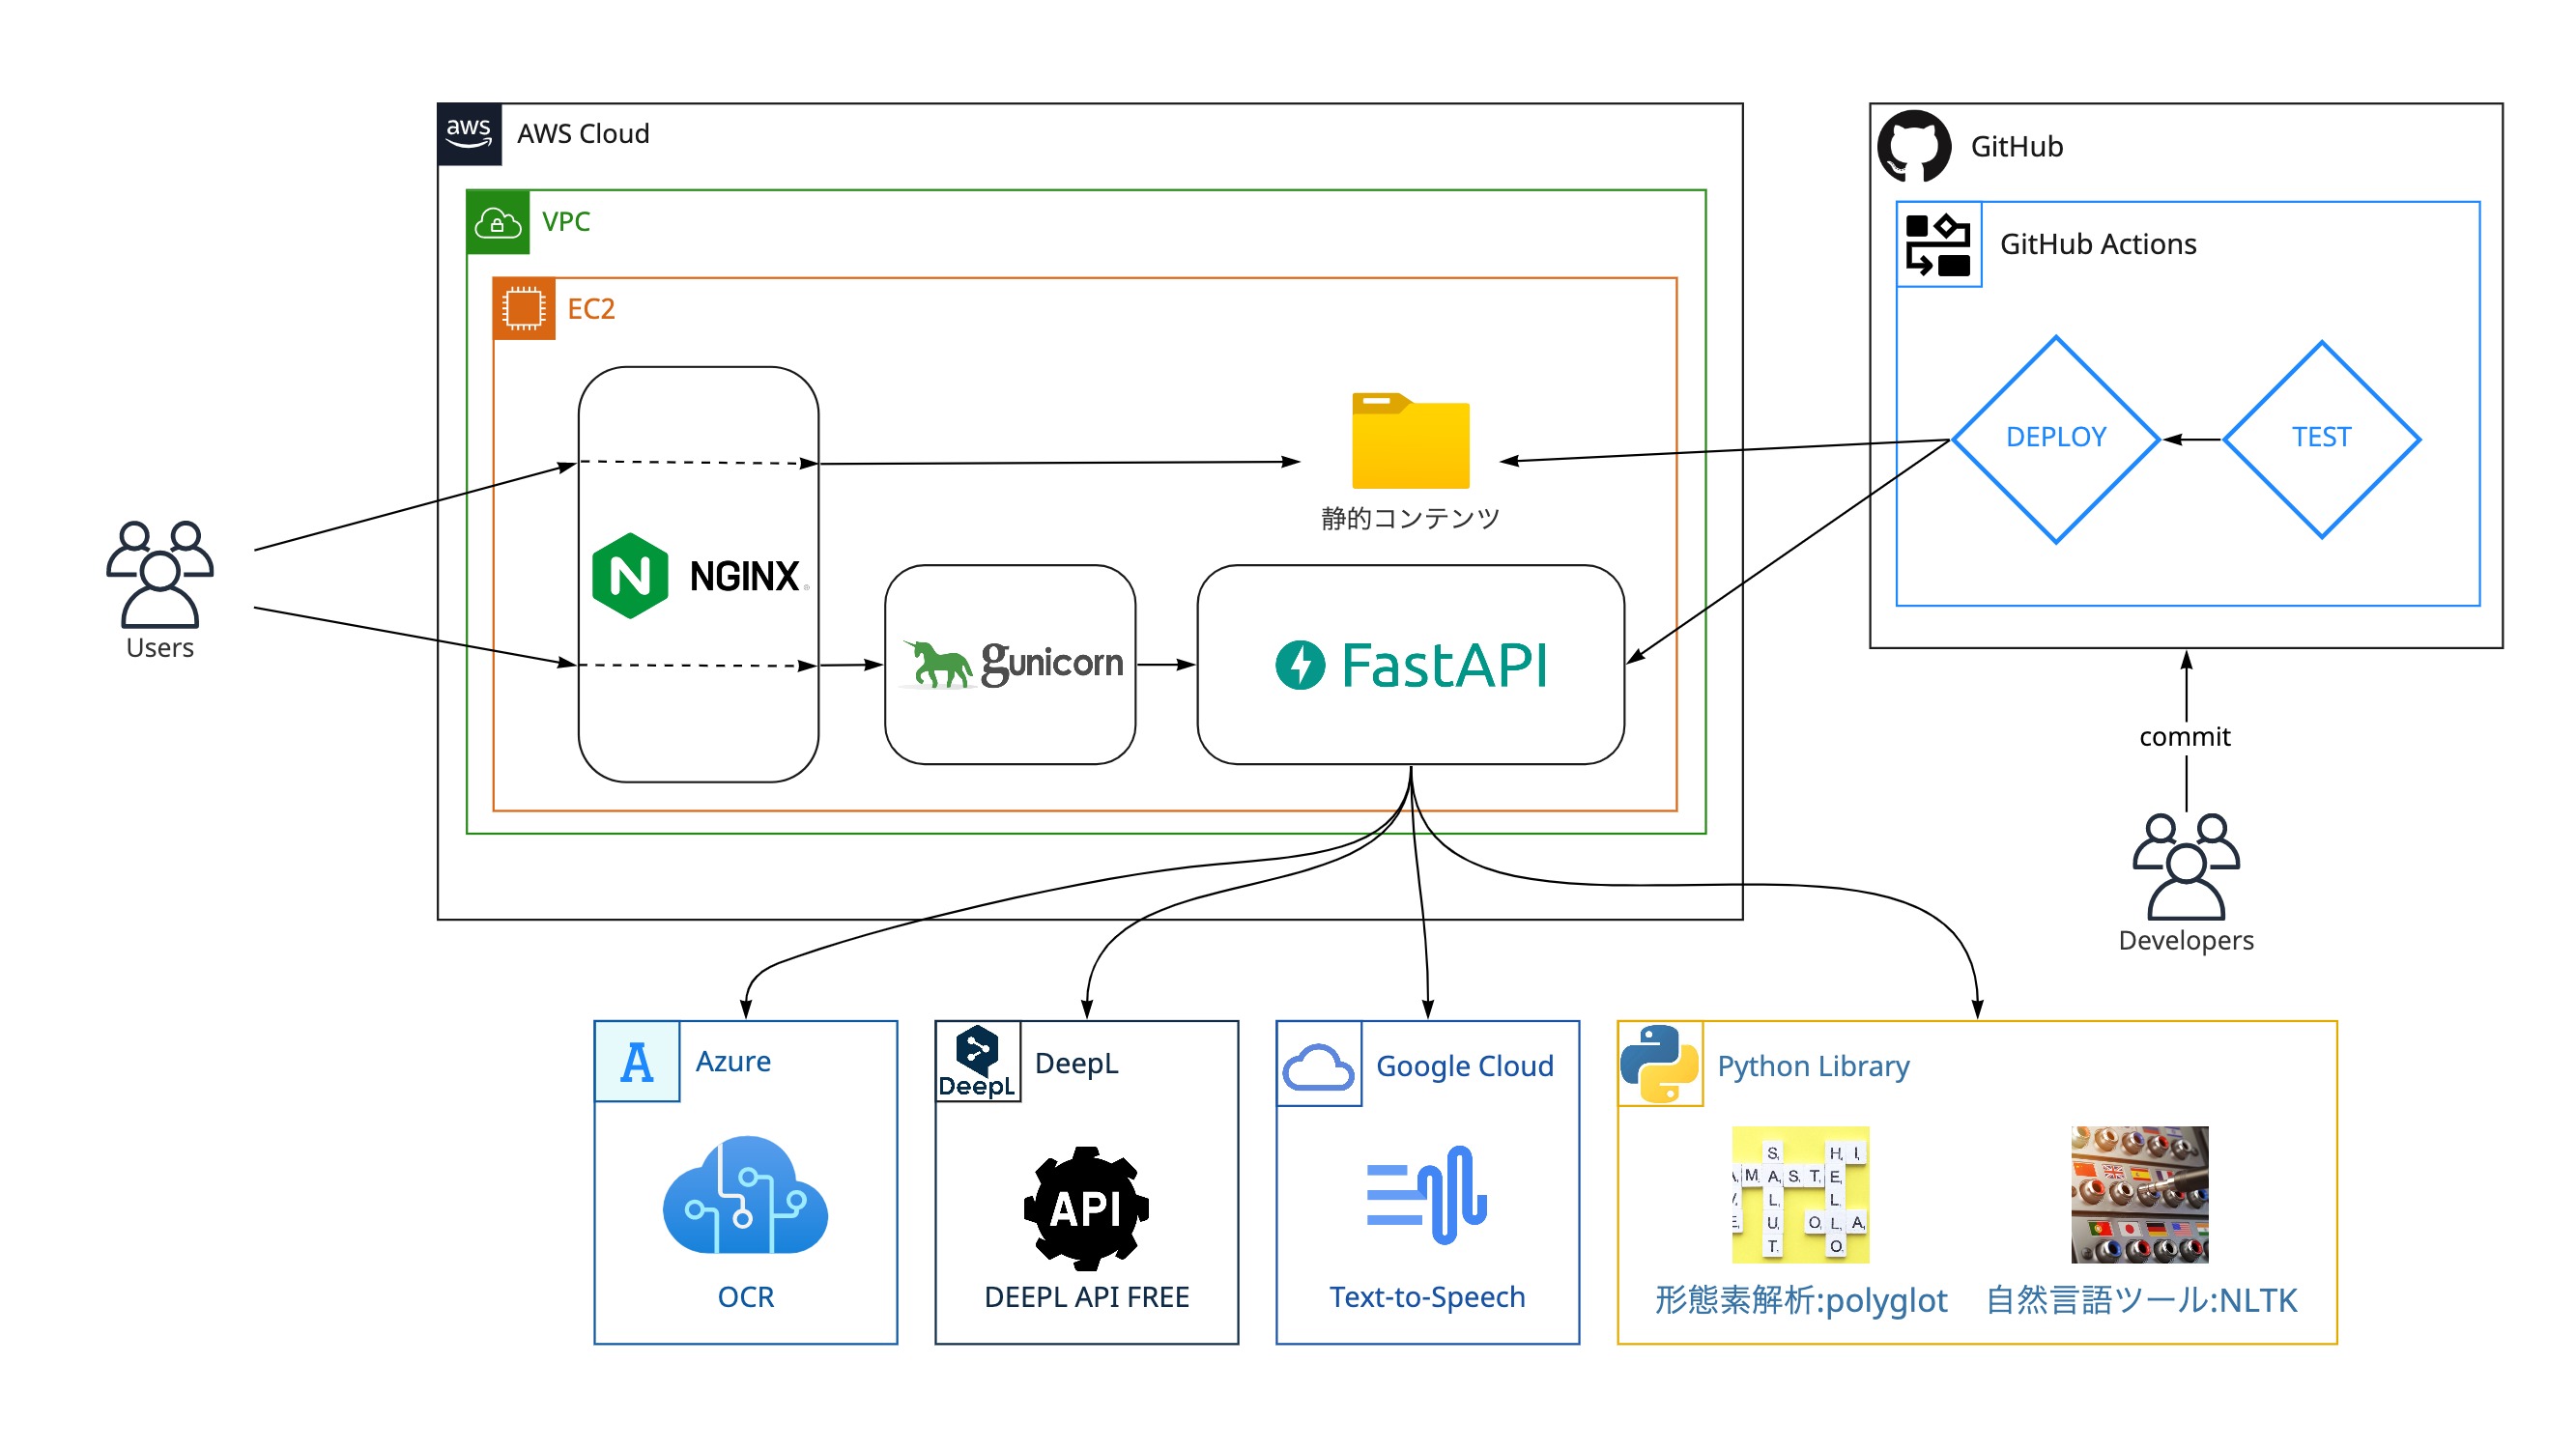 aws
AWS Cloud
VPC
EC2
NGINX
静的コンテンツ
gunicorn
FastAPI
Users
GitHub
GitHub Actions
DEPLOY
TEST
commit
Developers
A
Azure
OCR
DeepL
DeepL
API
DEEPL API FREE
Google Cloud
Text-to-Speech
Python Library
形態素解析:polyglot
自然言語ツール:NLTK